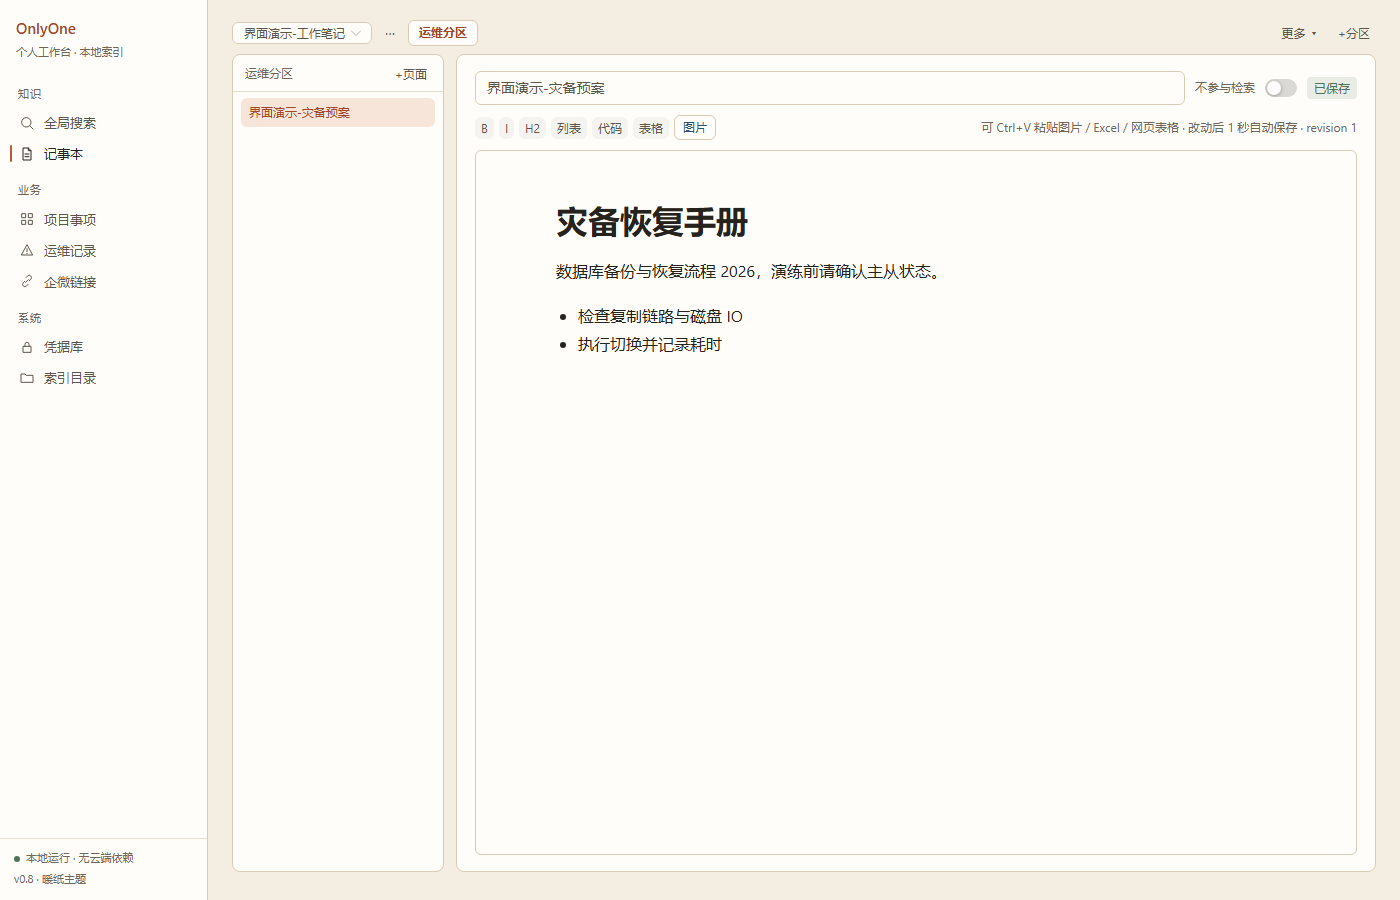 OnlyOne
个人工作台 · 本地索引
知识
全局搜索
记事本
业务
项目事项
运维记录
企微链接
系统
凭据库
索引目录
本地运行 · 无云端依赖
v0.8 · 暖纸主题
界面演示-工作笔记 ... 运维分区 更多 +分区
运维分区 +页面
界面演示-灾备预案
界面演示-灾备预案 不参与检索 已保存
B I H2 列表 代码 表格 图片 可 Ctrl+V 粘贴图片 / Excel / 网页表格 · 改动后 1 秒自动保存 · revision 1
灾备恢复手册
数据库备份与恢复流程 2026，演练前请确认主从状态。
检查复制链路与磁盘 IO
执行切换并记录耗时